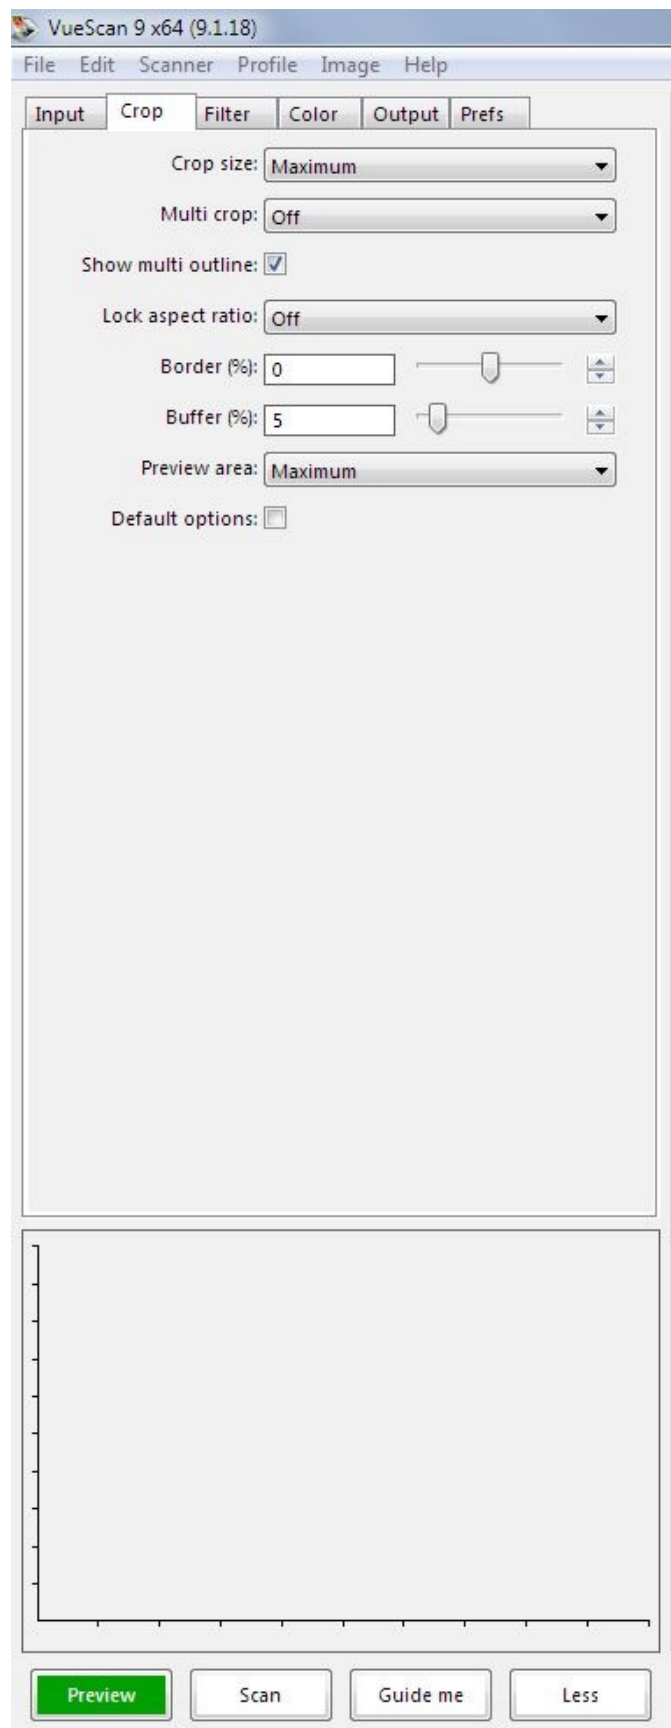 VueScan 9 x64 (9.1.18)
File Edit Scanner Profile Image Help
Input Crop Filter Color Output Prefs
Crop size: Maximum
Multi crop: Off
Show multi outline:
Lock aspect ratio: Off
Border (%): 0
Buffer (%): 5
Preview area: Maximum
Default options:
Preview Scan Guide me Less